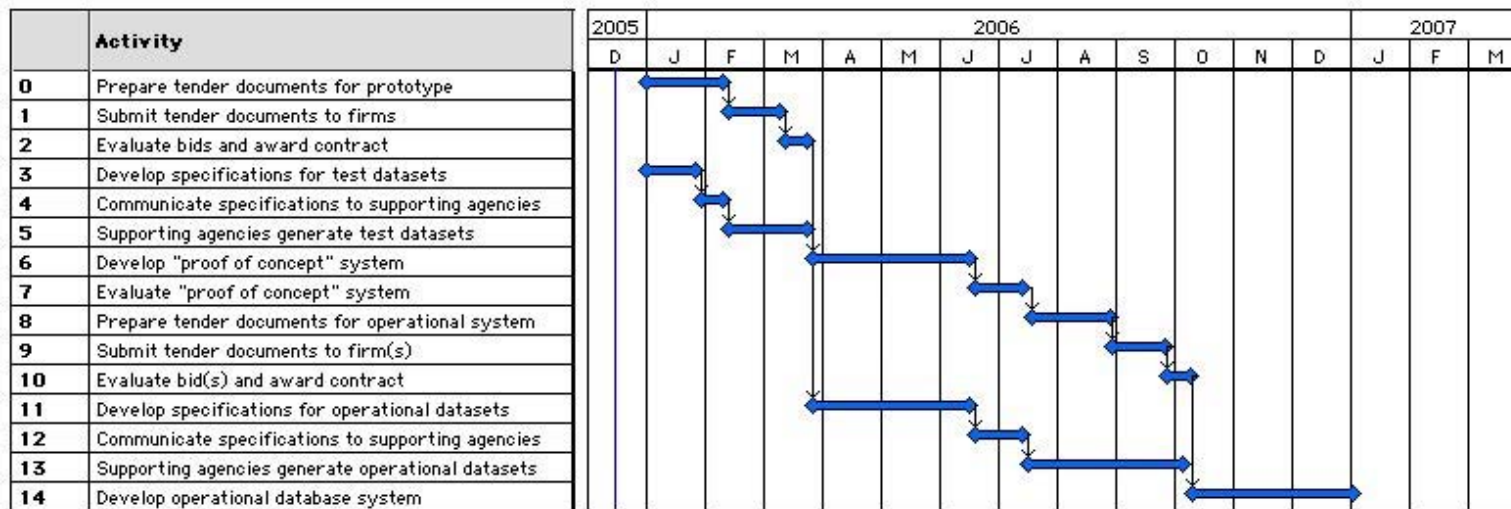 Activity
2005 2006 2007
D J F M A M J J A S O N D J F M
0 Prepare tender documents for prototype
1 Submit tender documents to firms
2 Evaluate bids and award contract
3 Develop specifications for test datasets
4 Communicate specifications to supporting agencies
5 Supporting agencies generate test datasets
6 Develop "proof of concept" system
7 Evaluate "proof of concept" system
8 Prepare tender documents for operational system
9 Submit tender documents to firm(s)
10 Evaluate bid(s) and award contract
11 Develop specifications for operational datasets
12 Communicate specifications to supporting agencies
13 Supporting agencies generate operational datasets
14 Develop operational database system